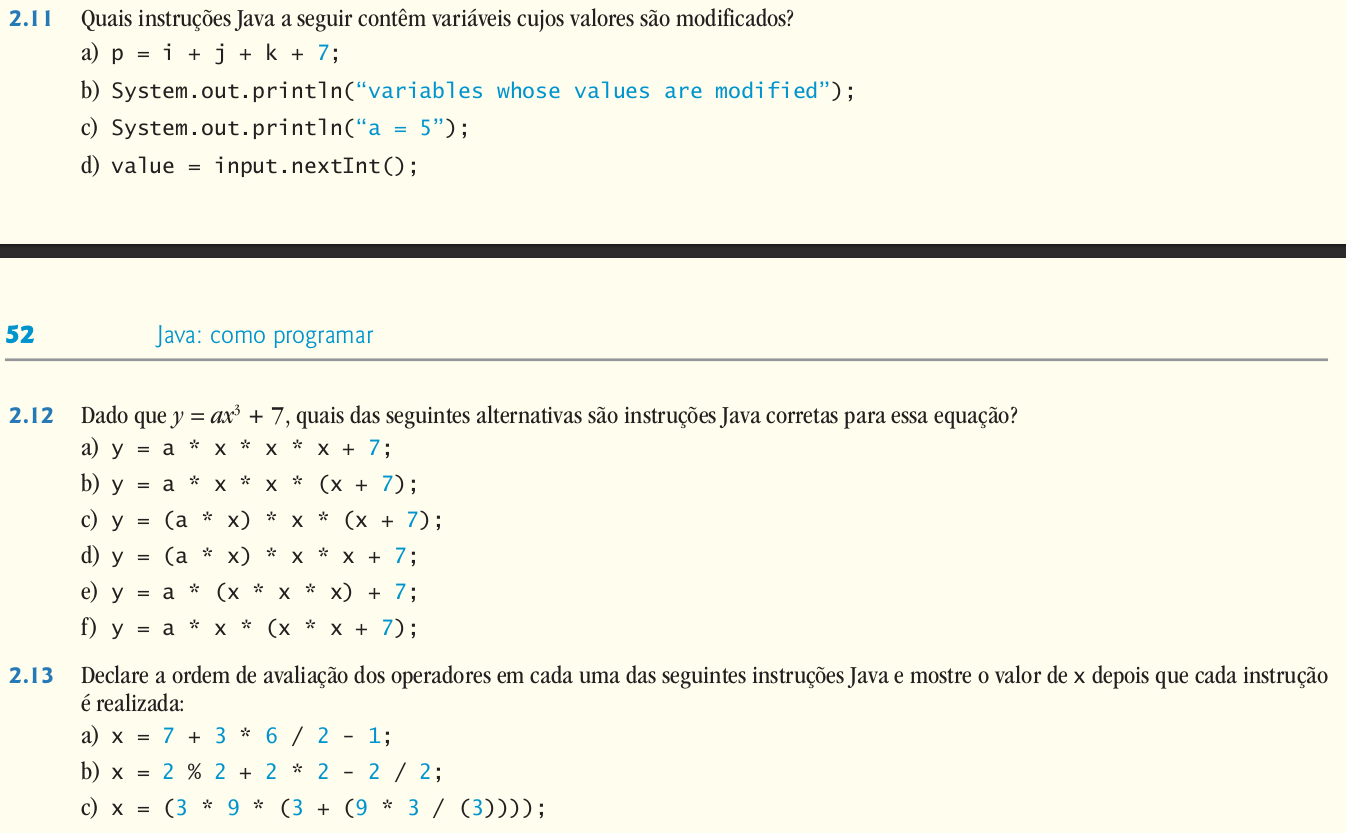 2.11 Quais instruções Java a seguir contêm variáveis cujos valores são modificados?
a) p = i + j + k + 7;
b) System.out.println(“variables whose values are modified”);
c) System.out.println(“a = 5”);
d) value = input.nextInt();
52 Java: como programar
2.12 Dado que y = ax³ + 7, quais das seguintes alternativas são instruções Java corretas para essa equação?
a) y = a * x * x * x + 7;
b) y = a * x * x * (x + 7);
c) y = (a * x) * x * (x + 7);
d) y = (a * x) * x * x + 7;
e) y = a * (x * x * x) + 7;
f) y = a * x * (x * x + 7);
2.13 Declare a ordem de avaliação dos operadores em cada uma das seguintes instruções Java e mostre o valor de x depois que cada instrução
é realizada:
a) x = 7 + 3 * 6 / 2 - 1;
b) x = 2 % 2 + 2 * 2 - 2 / 2;
c) x = (3 * 9 * (3 + (9 * 3 / (3))));